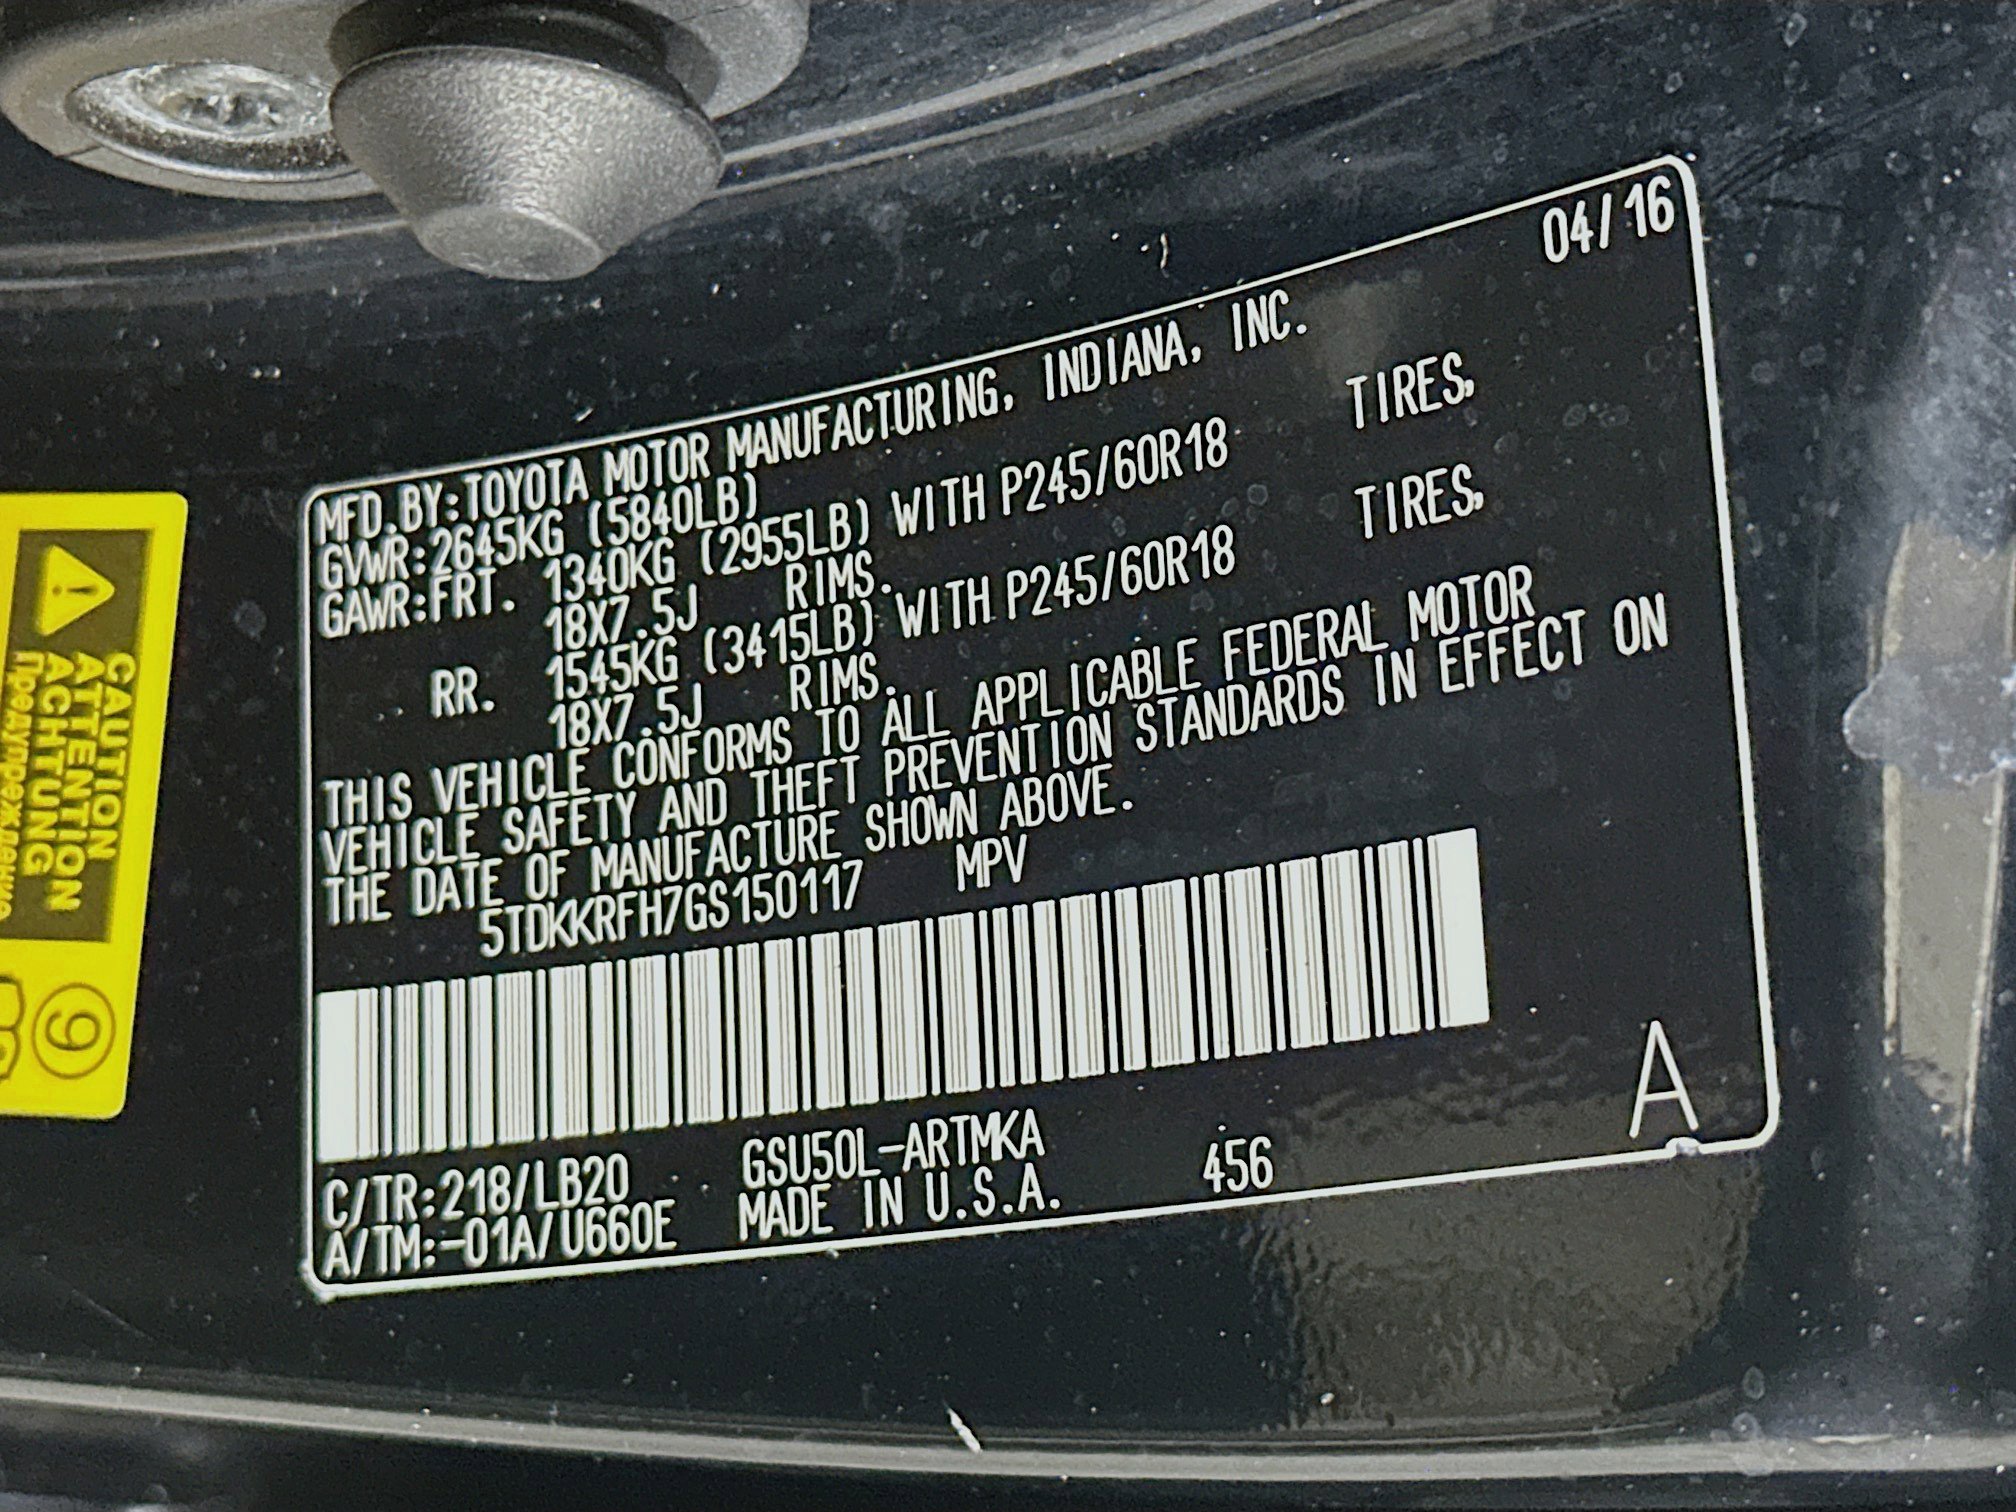 04/16
MFD.BY:TOYOTA MOTOR MANUFACTURING, INDIANA, INC.
GVWR:2645KG (5840LB)
GAWR:FRT. 1340KG (2955LB) WITH P245/60R18 TIRES,
18X7.5J RIMS.
RR. 1545KG (3415LB) WITH P245/60R18 TIRES,
18X7.5J RIMS.
THIS VEHICLE CONFORMS TO ALL APPLICABLE FEDERAL MOTOR
VEHICLE SAFETY AND THEFT PREVENTION STANDARDS IN EFFECT ON
THE DATE OF MANUFACTURE SHOWN ABOVE.
5TDKKRFH7GS150117 MPV
C/TR:218/LB20 GSU50L-ARTMKA
A/TM:-01A/U660E MADE IN U.S.A. 456
A
CAUTION
ATTENTION
ACHTUNG
Предупреждение
9